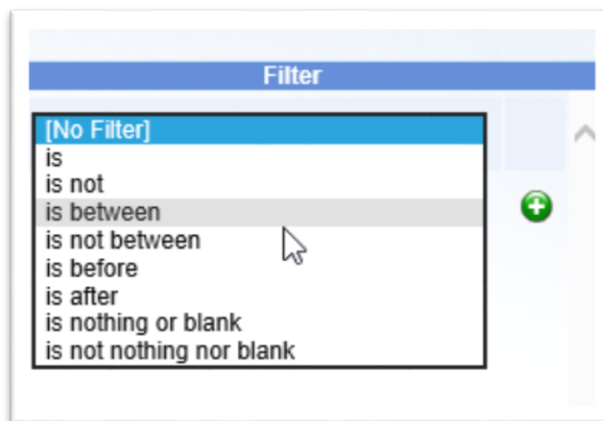 Filter
[No Filter]
is
is not
is between
is not between
is before
is after
is nothing or blank
is not nothing nor blank